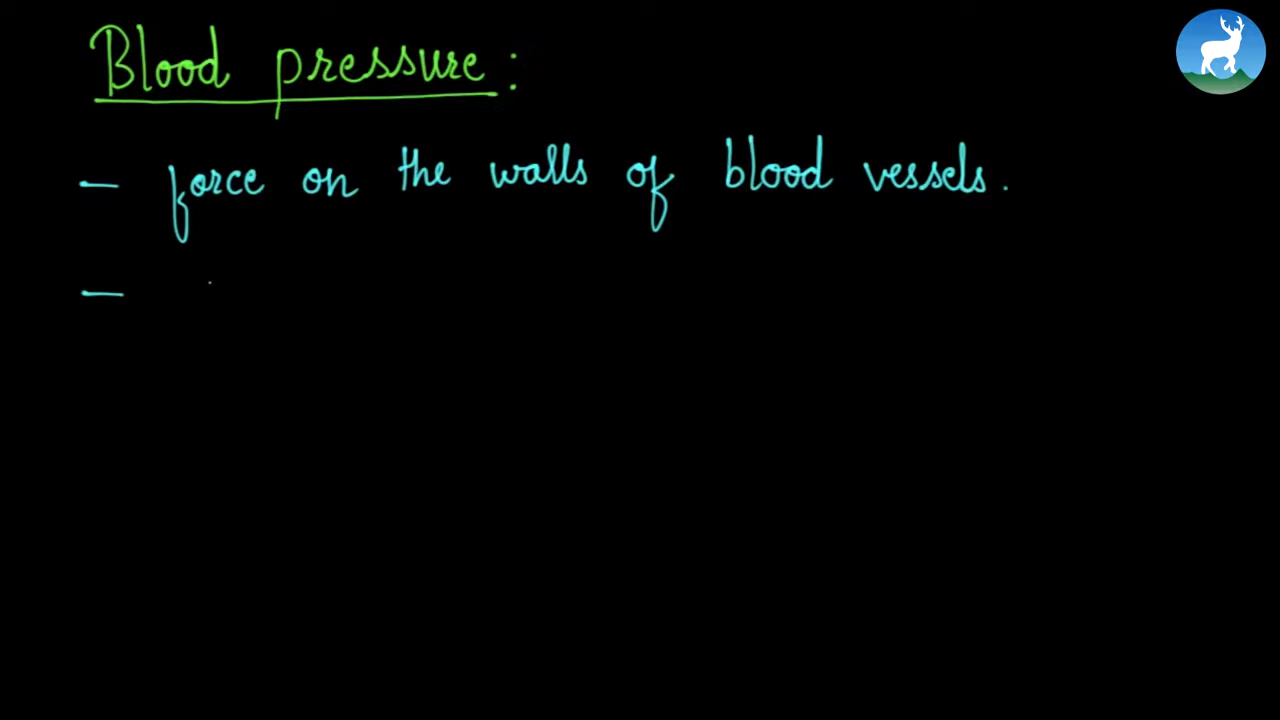 Blood pressure :
- force on the walls of blood vessels.
-